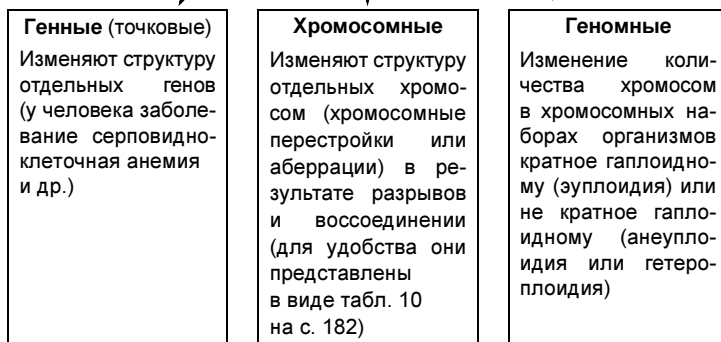 Генные (точковые)
Изменяют структуру
отдельных генов
(у человека заболе-
вание серповидно-
клеточная анемия
и др.)
Хромосомные
Изменяют структуру
отдельных хромо-
сом (хромосомные
перестройки или
аберрации) в ре-
зультате разрывов
и воссоединении
(для удобства они
представлены
в виде табл. 10
на с. 182)
Геномные
Изменение коли-
чества хромосом
в хромосомных на-
борах организмов
кратное гаплоидно-
му (эуплоидия) или
не кратное гапло-
идному (анеупло-
идия или гетеро-
плоидия)